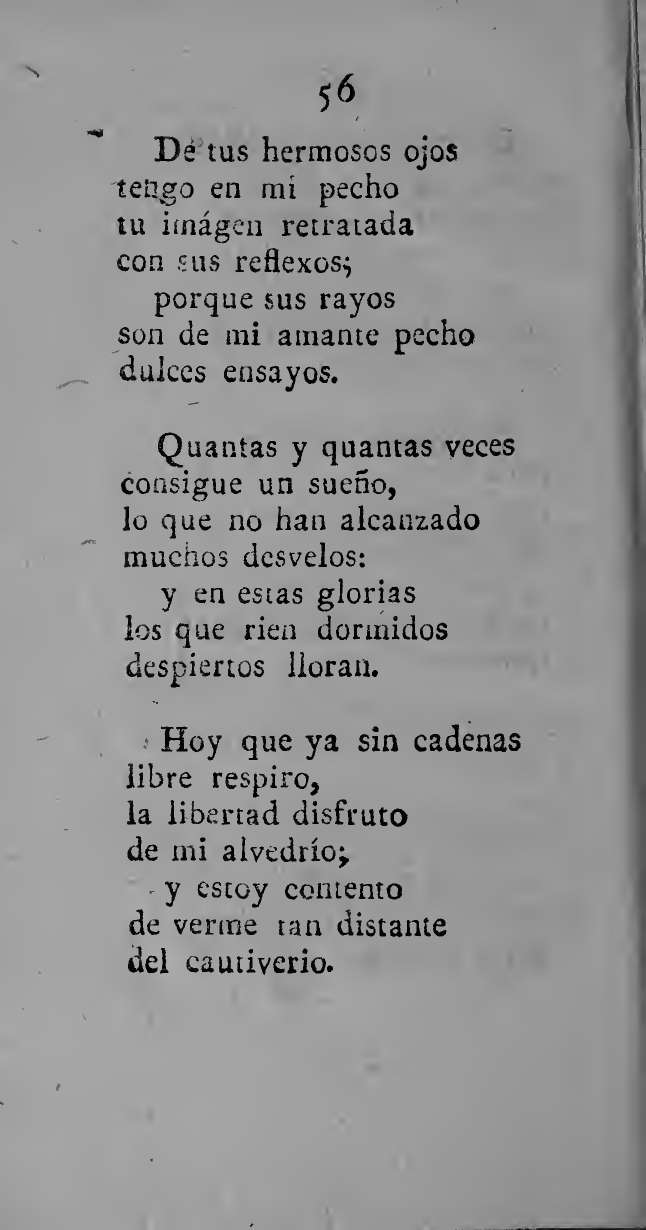 56
De tus hermosos ojos
tengo en mi pecho
tu imágen retratada
con sus reflexos;
porque sus rayos
son de mi amante pecho
dulces ensayos.
Quantas y quantas veces
consigue un sueño,
lo que no han alcanzado
muchos desvelos:
y en estas glorias
los que rien dormidos
despiertos lloran.
Hoy que ya sin cadenas
libre respiro,
la libertad disfruto
de mi alvedrío;
y estoy contento
de verme tan distante
del cautiverio.